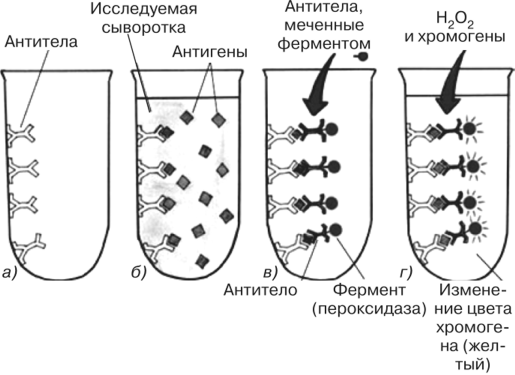 Антитела
Исследуемая
сыворотка
Антигены
Антитела,
меченные
ферментом
H₂O₂
и хромогены
а)
б)
в)
г)
Антитело
Фермент
(пероксидаза)
Измене-
ние цвета
хромоге-
на (жел-
тый)